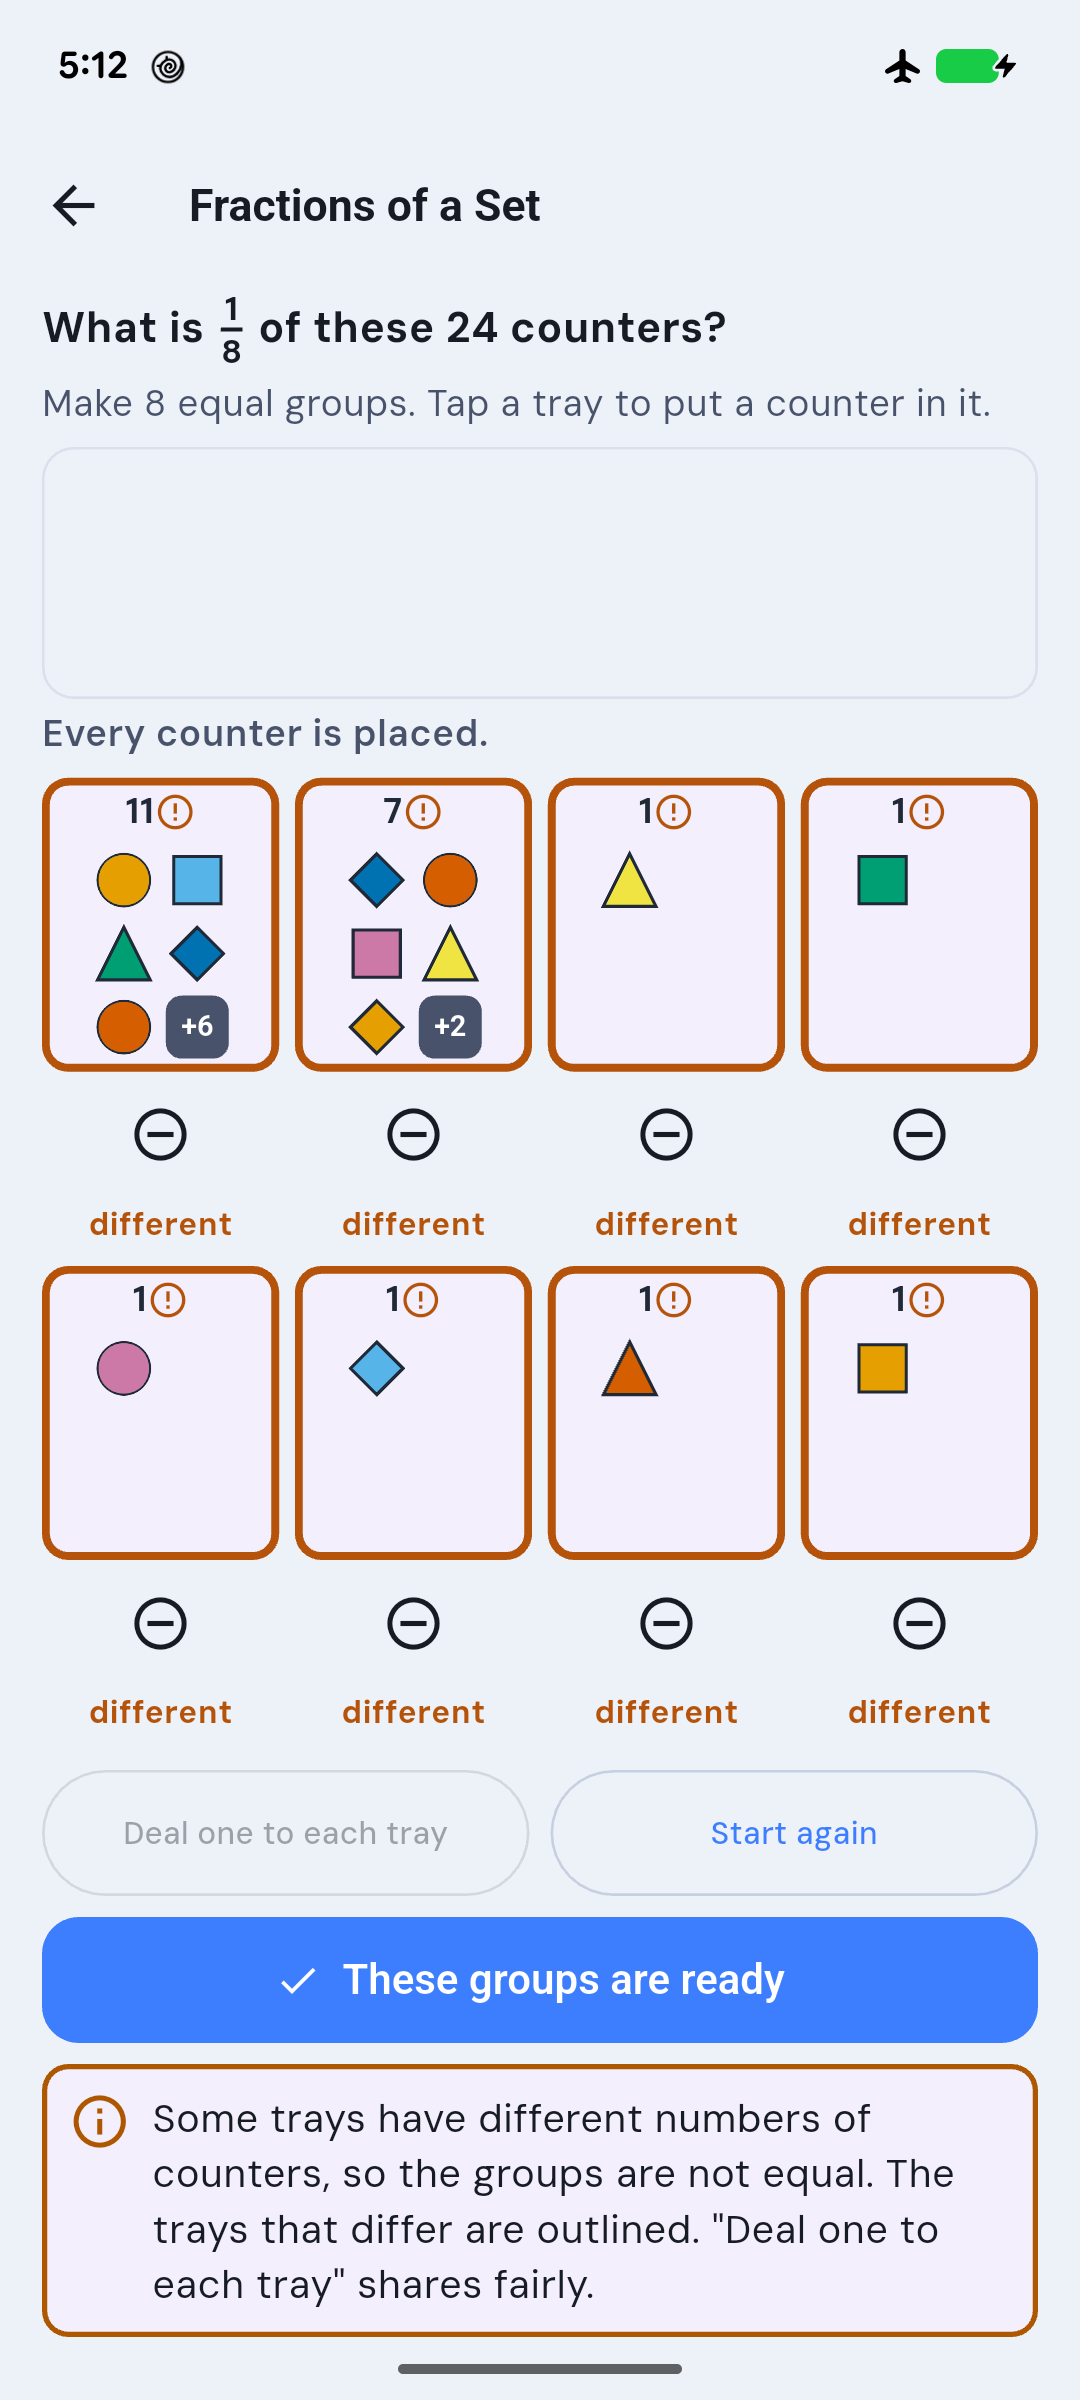 5:12
Fractions of a Set
What is 1/8 of these 24 counters?
Make 8 equal groups. Tap a tray to put a counter in it.
Every counter is placed.
11 7 1 1
+6 +2
different different different different
1 1 1 1
different different different different
Deal one to each tray Start again
These groups are ready
Some trays have different numbers of
counters, so the groups are not equal. The
trays that differ are outlined. "Deal one to
each tray" shares fairly.